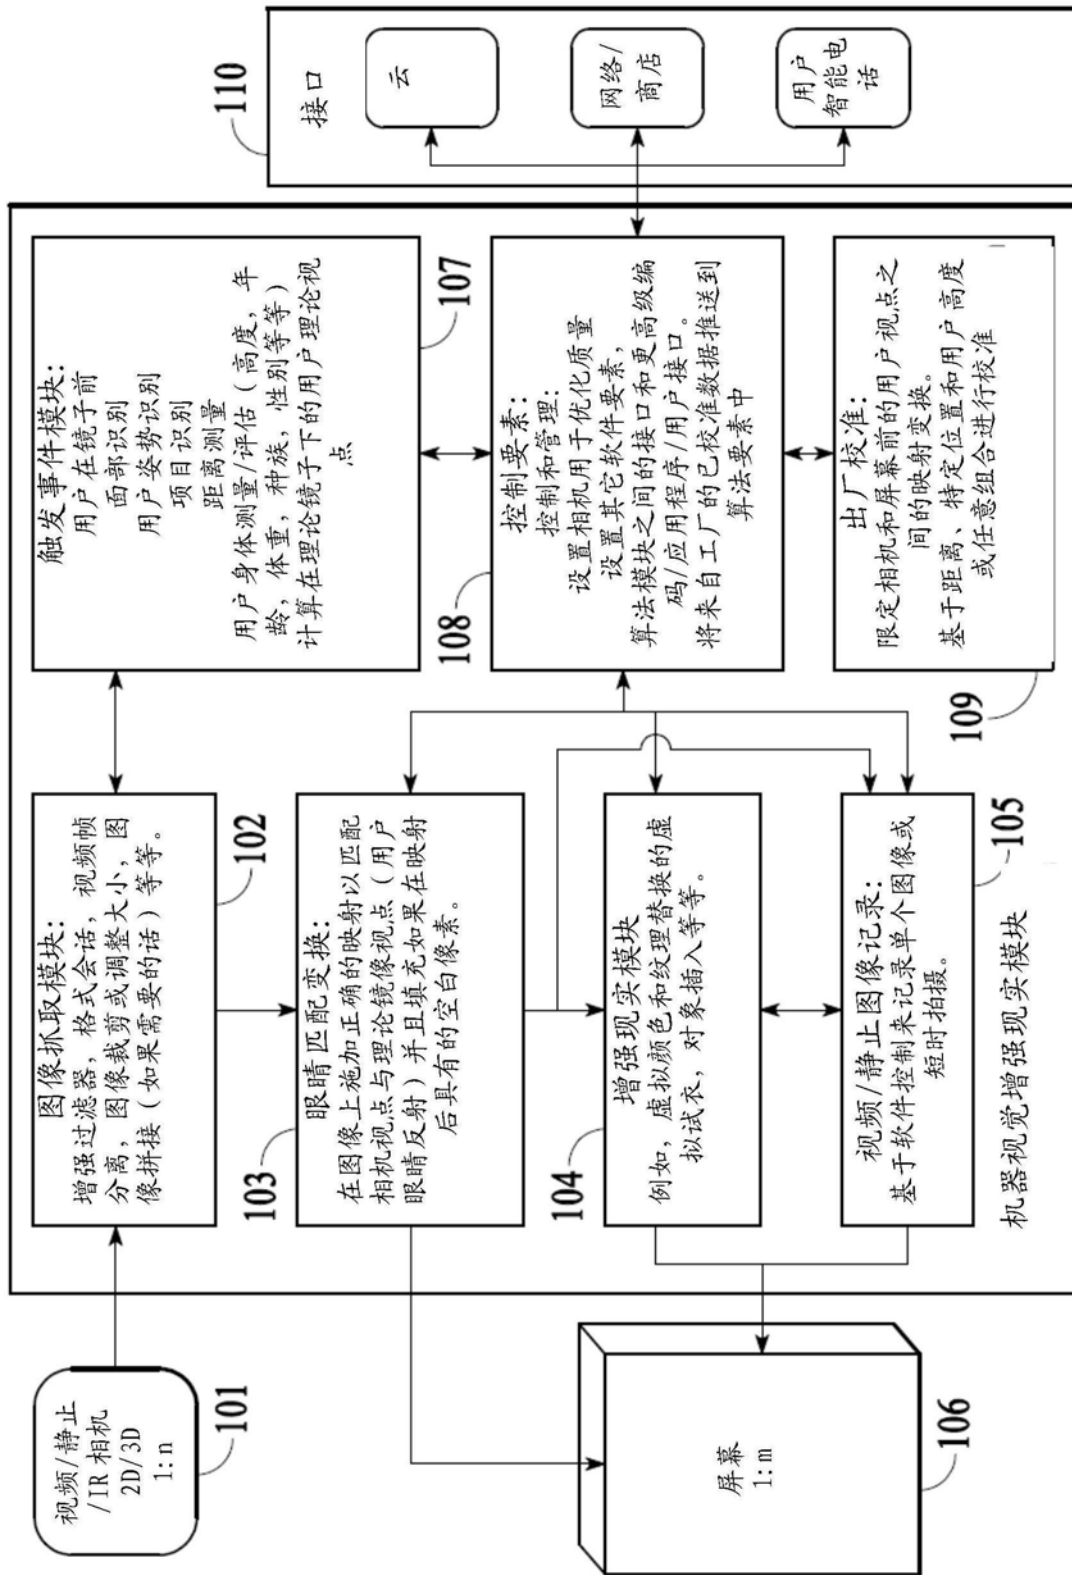 视频/静止
/IR 相机
2D/3D
1:n
101
图像抓取模块：
增强过滤器，格式会话，视频帧
分离，图像裁剪或调整大小，图
像拼接（如果需要的话）等等。
102
触发事件模块：
用户在镜子前
面部识别
用户姿势识别
项目识别
距离测量
用户身体测量/评估（高度，年
龄，体重，种族，性别等等）
计算在理论镜子下的用户理论视
点
107
103
眼睛匹配变换：
在图像上施加正确的映射以匹配
相机视点与理论镜像视点（用户
眼睛反射）并且填充如果在映射
后具有的空白像素。
108
控制要素：
控制和管理：
设置相机用于优化质量
设置其它软件要素，
算法模块之间的接口和更高级编
码/应用程序/用户接口。
将来自工厂的已校准数据推送到
算法要素中
104
增强现实模块
例如，虚拟颜色和纹理替换的虚
拟试衣，对象插入等等。
视频/静止图像记录：
基于软件控制来记录单个图像或
短时拍摄。
105
出厂校准：
限定相机和屏幕前的用户视点之
间的映射变换。
基于距离、特定位置和用户高度
或任意组合进行校准
109
机器视觉增强现实模块
屏幕
1:m
106
110
接口
云
网络/
商店
用户
智能电
话